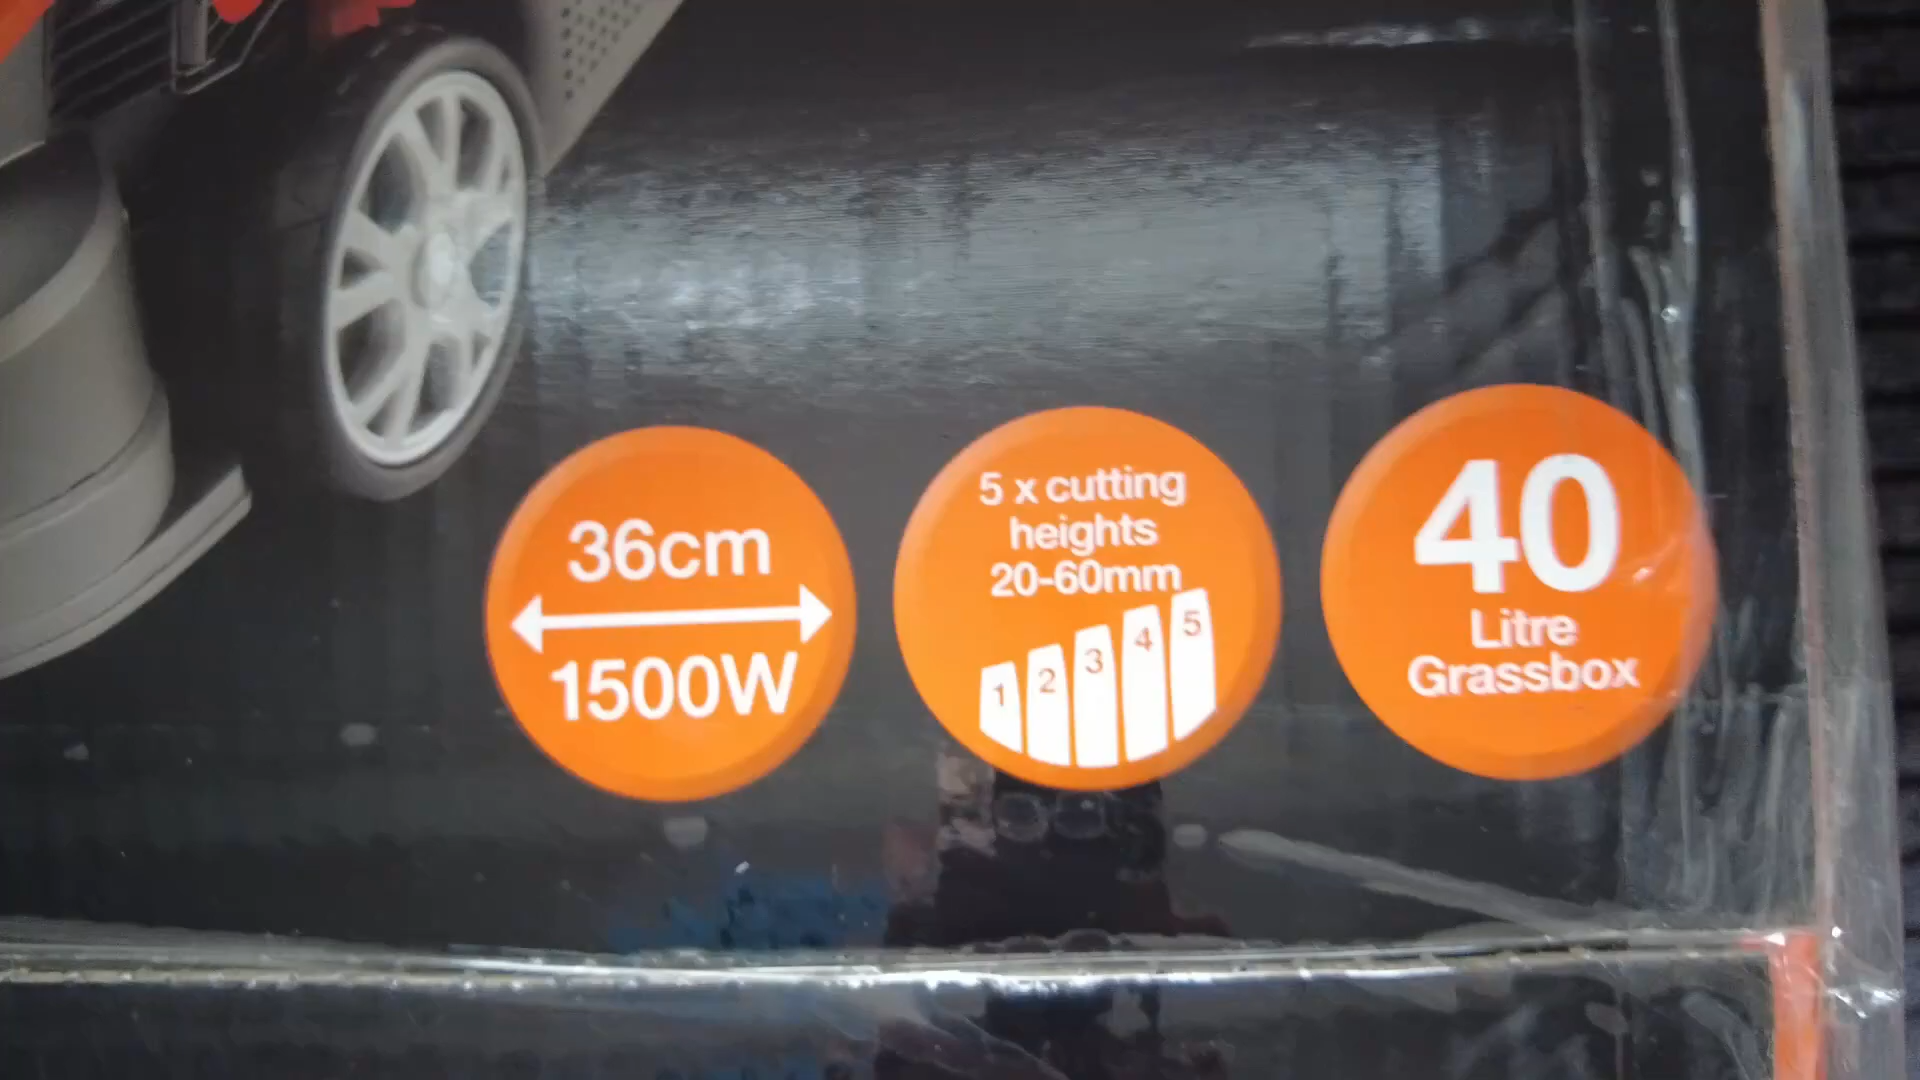 36cm
1500W
5 x cutting
heights
20-60mm
1 2 3 4 5
40
Litre
Grassbox